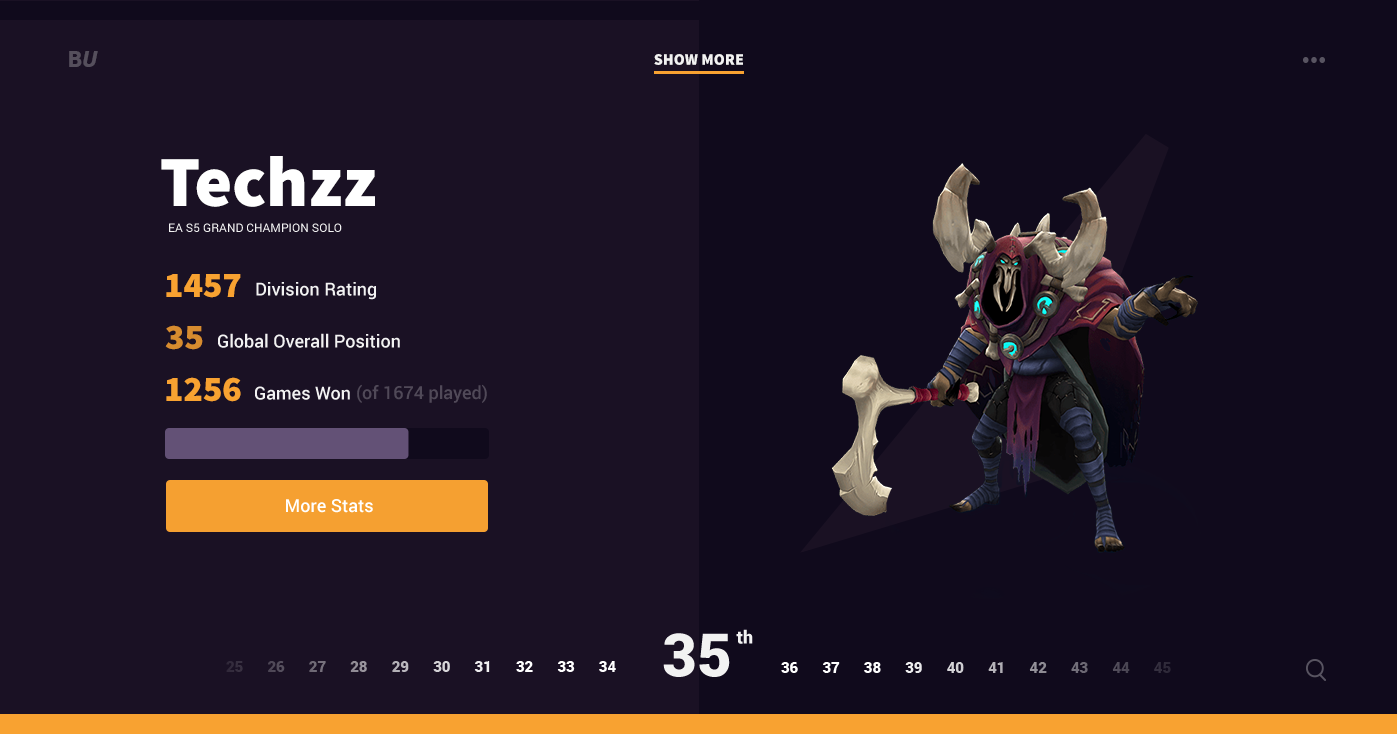 BU
SHOW MORE
Techzz
EA S5 GRAND CHAMPION SOLO
1457 Division Rating
35 Global Overall Position
1256 Games Won (of 1674 played)
More Stats
25 26 27 28 29 30 31 32 33 34 35th 36 37 38 39 40 41 42 43 44 45